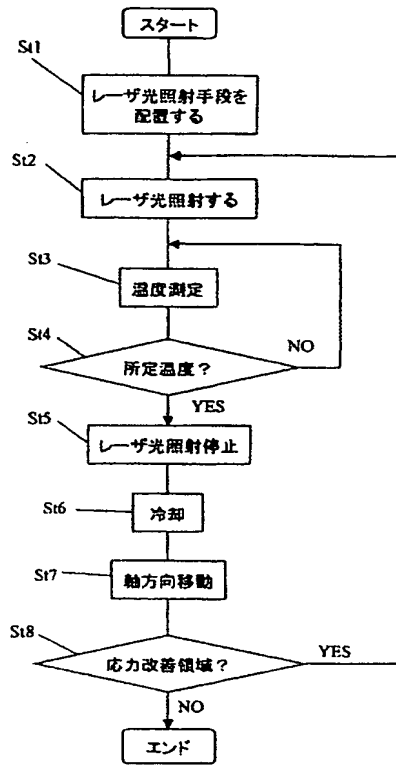 スタート
St1
レーザ光照射手段を
配置する
St2
レーザ光照射する
St3
温度測定
St4
所定温度?
NO
YES
St5
レーザ光照射停止
St6
冷却
St7
軸方向移動
St8
応力改善領域?
YES
NO
エンド